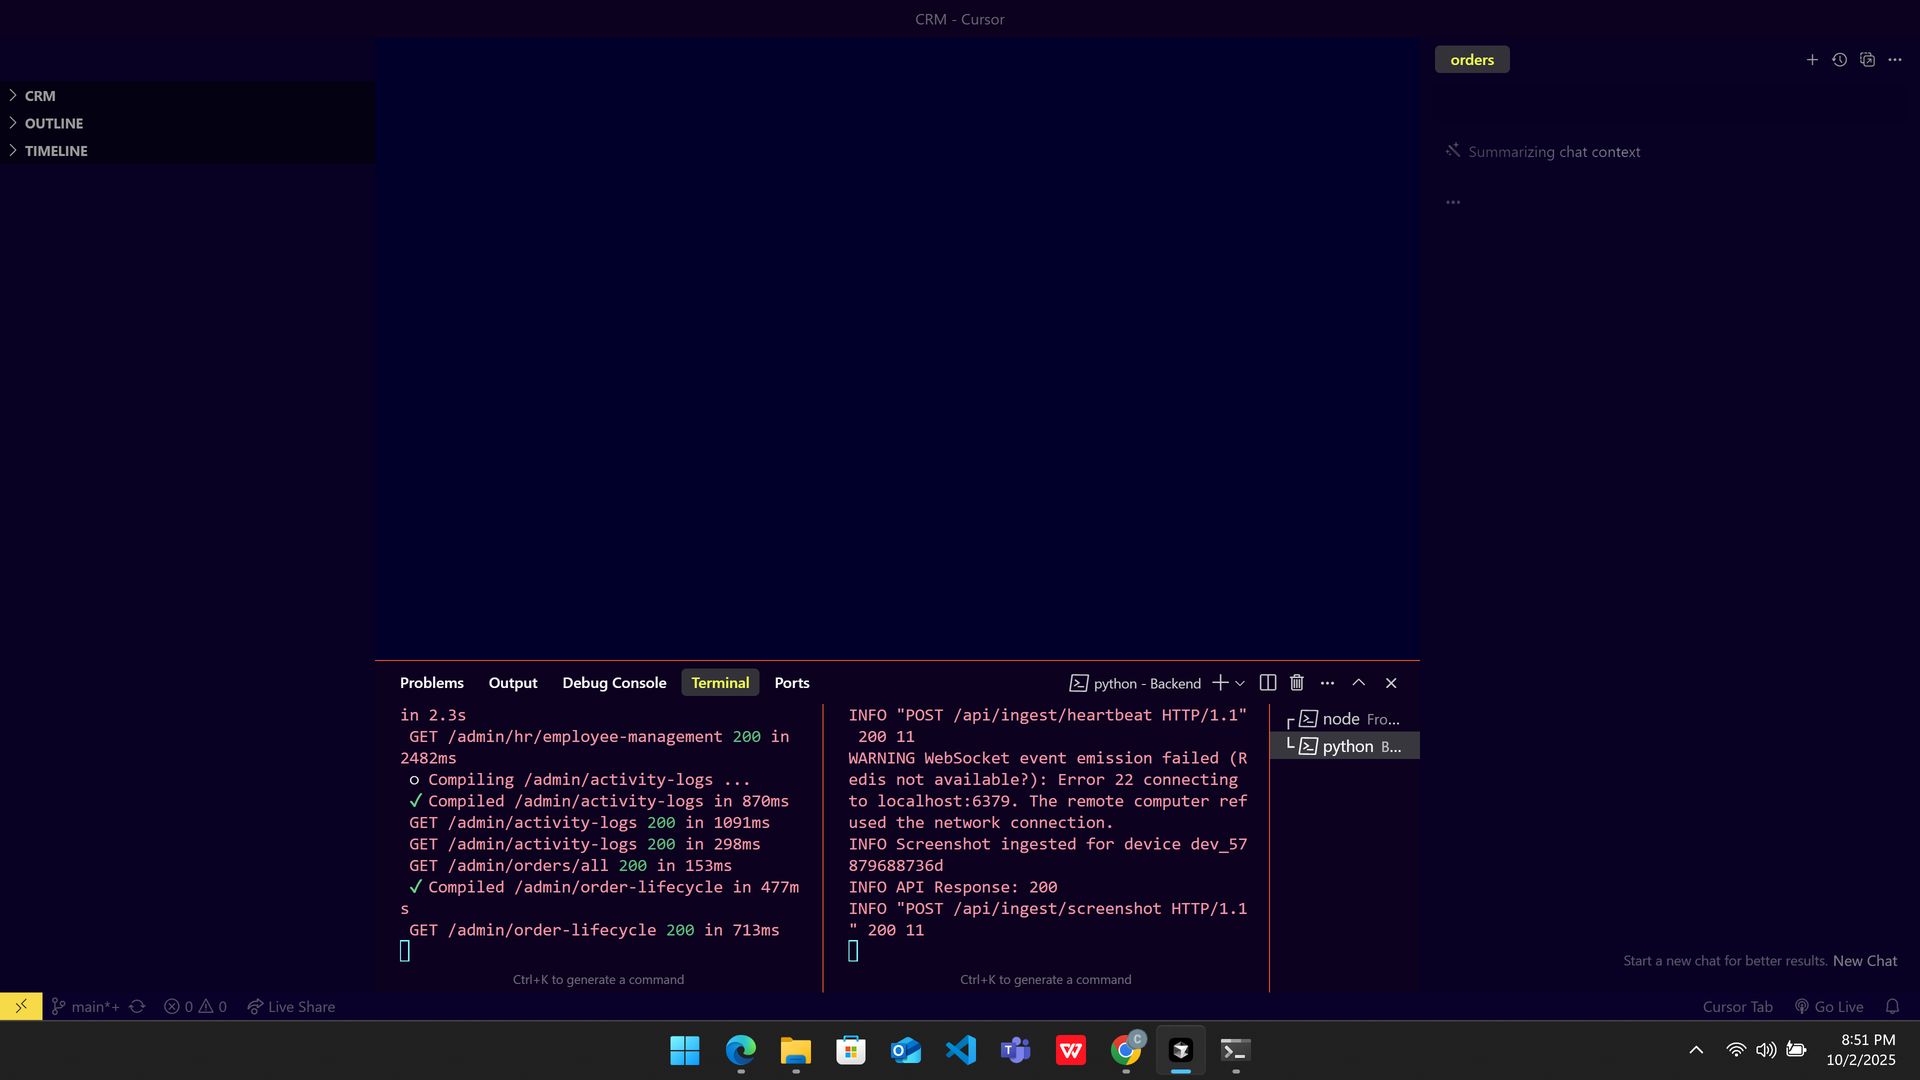 CRM - Cursor
CRM
OUTLINE
TIMELINE
orders
Summarizing chat context
Problems
Output
Debug Console
Terminal
Ports
python - Backend
in 2.3s
GET /admin/hr/employee-management 200 in
2482ms
○ Compiling /admin/activity-logs ...
✓ Compiled /admin/activity-logs in 870ms
GET /admin/activity-logs 200 in 1091ms
GET /admin/activity-logs 200 in 298ms
GET /admin/orders/all 200 in 153ms
✓ Compiled /admin/order-lifecycle in 477m
s
GET /admin/order-lifecycle 200 in 713ms
Ctrl+K to generate a command
INFO "POST /api/ingest/heartbeat HTTP/1.1"
200 11
WARNING WebSocket event emission failed (R
edis not available?): Error 22 connecting
to localhost:6379. The remote computer ref
used the network connection.
INFO Screenshot ingested for device dev_57
879688736d
INFO API Response: 200
INFO "POST /api/ingest/screenshot HTTP/1.1
" 200 11
Ctrl+K to generate a command
node Fro...
python B...
Start a new chat for better results. New Chat
main*+
0
0
Live Share
Cursor Tab
Go Live
8:51 PM
10/2/2025